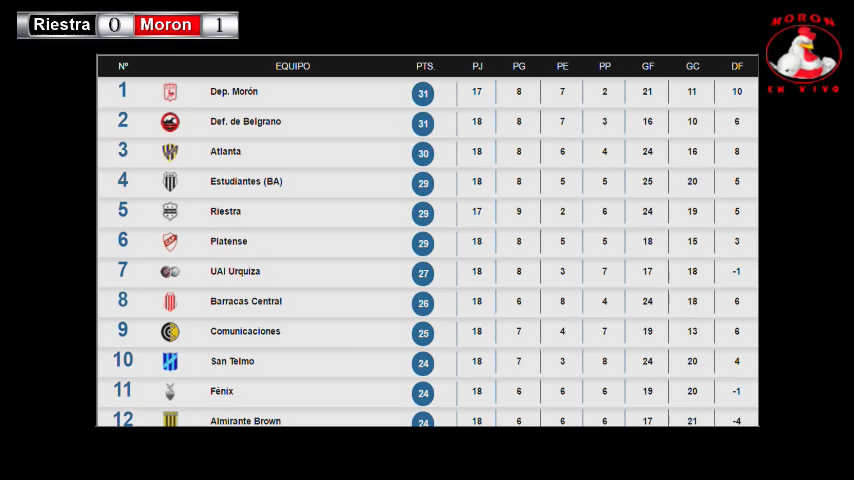 Riestra 0 Moron 1
MORON
EN VIVO
Nº EQUIPO PTS. PJ PG PE PP GF GC DF
1 Dep. Morón 31 17 8 7 2 21 11 10
2 Def. de Belgrano 31 18 8 7 3 16 10 6
3 Atlanta 30 18 8 6 4 24 16 8
4 Estudiantes (BA) 29 18 8 5 5 25 20 5
5 Riestra 29 17 9 2 6 24 19 5
6 Platense 29 18 8 5 5 18 15 3
7 UAI Urquiza 27 18 8 3 7 17 18 -1
8 Barracas Central 26 18 6 8 4 24 18 6
9 Comunicaciones 25 18 7 4 7 19 13 6
10 San Telmo 24 18 7 3 8 24 20 4
11 Fénix 24 18 6 6 6 19 20 -1
12 Almirante Brown 24 18 6 6 6 17 21 -4